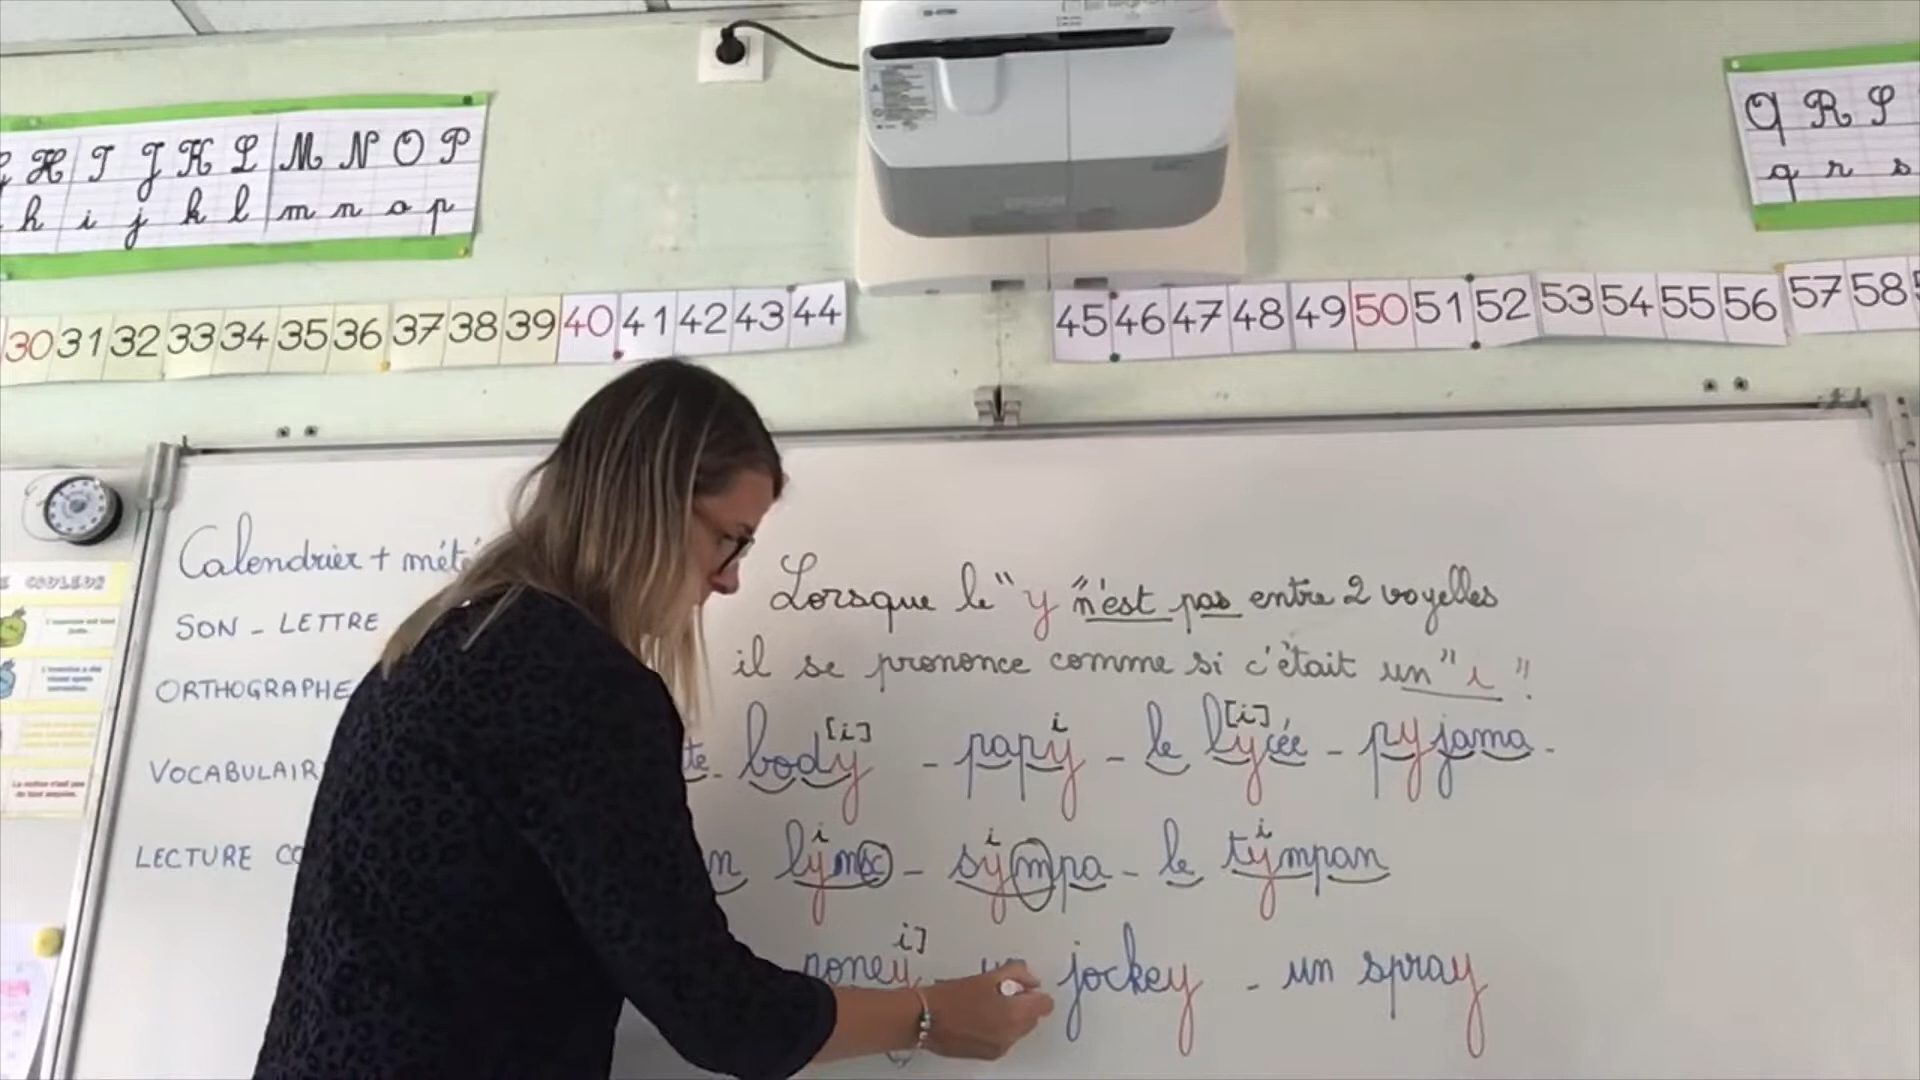 H I J K L M N O P
h i j k l m n o p
Q R S
q r s
30 31 32 33 34 35 36 37 38 39 40 41 42 43 44 45 46 47 48 49 50 51 52 53 54 55 56 57 58
Calendrier + mété
SON - LETTRE
ORTHOGRAPHE
VOCABULAIR
LECTURE CO
Lorsque le "y" n'est pas entre 2 voyelles
il se prononce comme si c'était un "i" !
[i] i [i]
te - body - papy - le lycée - pyjama -
i i i
n lynx - sympa - le tympan
i]
poney - un jockey - un spray